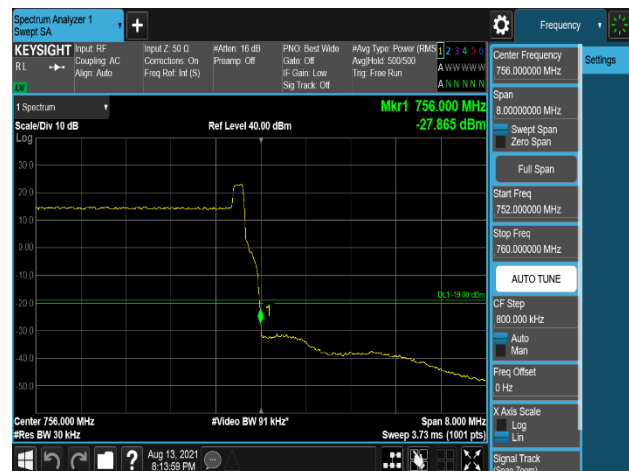 Spectrum Analyzer 1
Swept SA
Frequency
KEYSIGHT
RL
LXI
Input: RF
Coupling: AC
Align: Auto
Input Z: 50 Ω
Corrections: On
Freq Ref: Int (S)
#Atten: 16 dB
Preamp: Off
PNO: Best Wide
Gate: Off
IF Gain: Low
Sig Track: Off
#Avg Type: Power (RMS
Avg|Hold: 500/500
Trig: Free Run
1 2 3 4 5 6
A W W W W W
A N N N N N
1 Spectrum
Scale/Div 10 dB
Ref Level 40.00 dBm
Mkr1 756.000 MHz
-27.865 dBm
Log
30.0
20.0
10.0
0.00
-10.0
-20.0
-30.0
-40.0
-50.0
DL1 -19.00 dBm
1
Center 756.000 MHz
#Video BW 91 kHz*
Span 8.000 MHz
#Res BW 30 kHz
Sweep 3.73 ms (1001 pts)
Center Frequency
756.000000 MHz
Settings
Span
8.00000000 MHz
Swept Span
Zero Span
Full Span
Start Freq
752.000000 MHz
Stop Freq
760.000000 MHz
AUTO TUNE
CF Step
800.000 kHz
Auto
Man
Freq Offset
0 Hz
X Axis Scale
Log
Lin
Signal Track
(Span Zoom)
?
Aug 13, 2021
8:13:59 PM